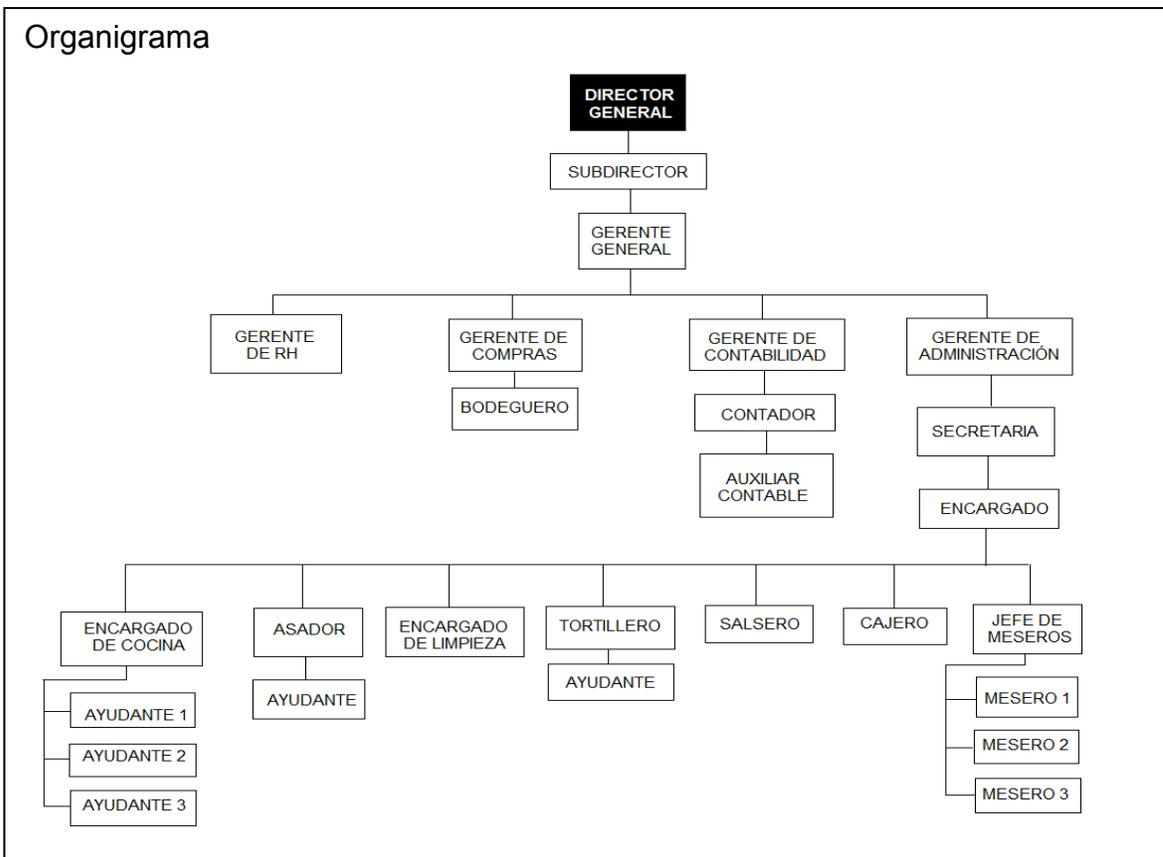 Organigrama
DIRECTOR
GENERAL
SUBDIRECTOR
GERENTE
GENERAL
GERENTE
DE RH
GERENTE DE
COMPRAS
GERENTE DE
CONTABILIDAD
GERENTE DE
ADMINISTRACIÓN
BODEGUERO
CONTADOR
SECRETARIA
AUXILIAR
CONTABLE
ENCARGADO
ENCARGADO
DE COCINA
ASADOR
ENCARGADO
DE LIMPIEZA
TORTILLERO
SALSERO
CAJERO
JEFE DE
MESEROS
AYUDANTE 1
AYUDANTE 2
AYUDANTE 3
AYUDANTE
AYUDANTE
MESERO 1
MESERO 2
MESERO 3